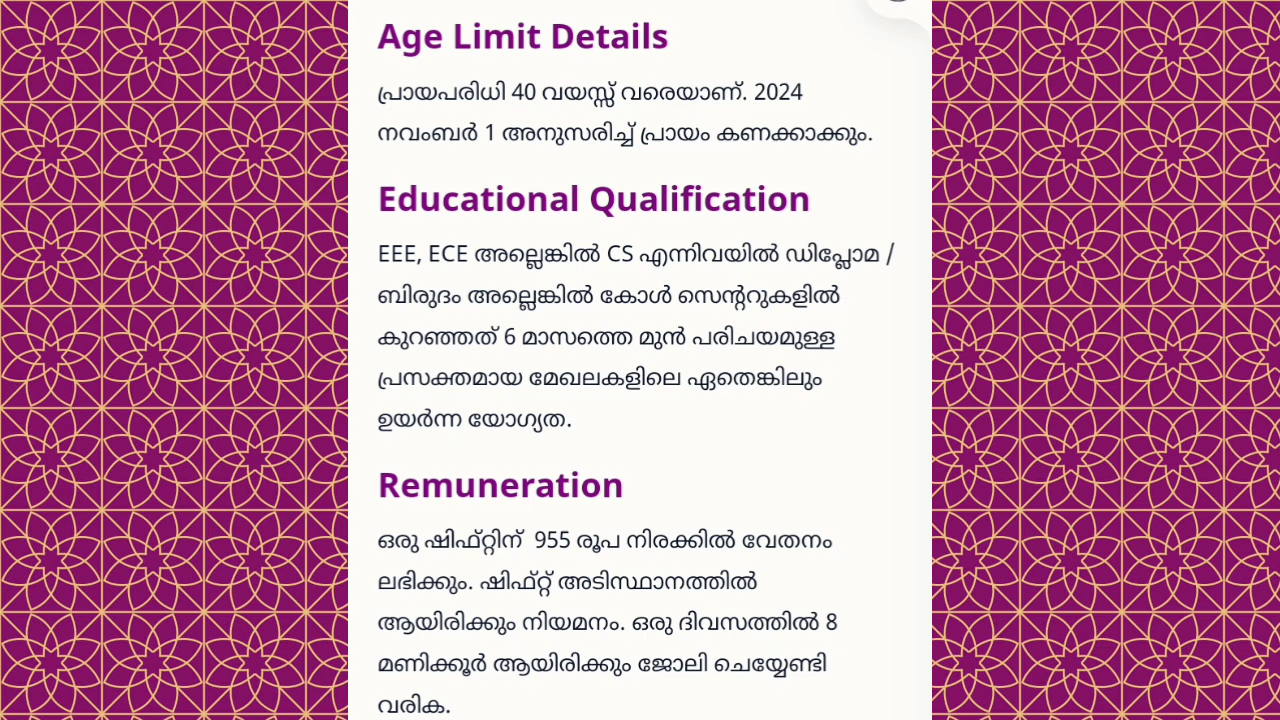 Age Limit Details
പ്രായപരിധി 40 വയസ്സ് വരെയാണ്. 2024
നവംബർ 1 അനുസരിച്ച് പ്രായം കണക്കാക്കും.
Educational Qualification
EEE, ECE അല്ലെങ്കിൽ CS എന്നിവയിൽ ഡിപ്ലോമ /
ബിരുദം അല്ലെങ്കിൽ കോൾ സെന്ററുകളിൽ
കുറഞ്ഞത് 6 മാസത്തെ മുൻ പരിചയമുള്ള
പ്രസക്തമായ മേഖലകളിലെ ഏതെങ്കിലും
ഉയർന്ന യോഗ്യത.
Remuneration
ഒരു ഷിഫ്റ്റിന് 955 രൂപ നിരക്കിൽ വേതനം
ലഭിക്കും. ഷിഫ്റ്റ് അടിസ്ഥാനത്തിൽ
ആയിരിക്കും നിയമനം. ഒരു ദിവസത്തിൽ 8
മണിക്കൂർ ആയിരിക്കും ജോലി ചെയ്യേണ്ടി
വരിക.